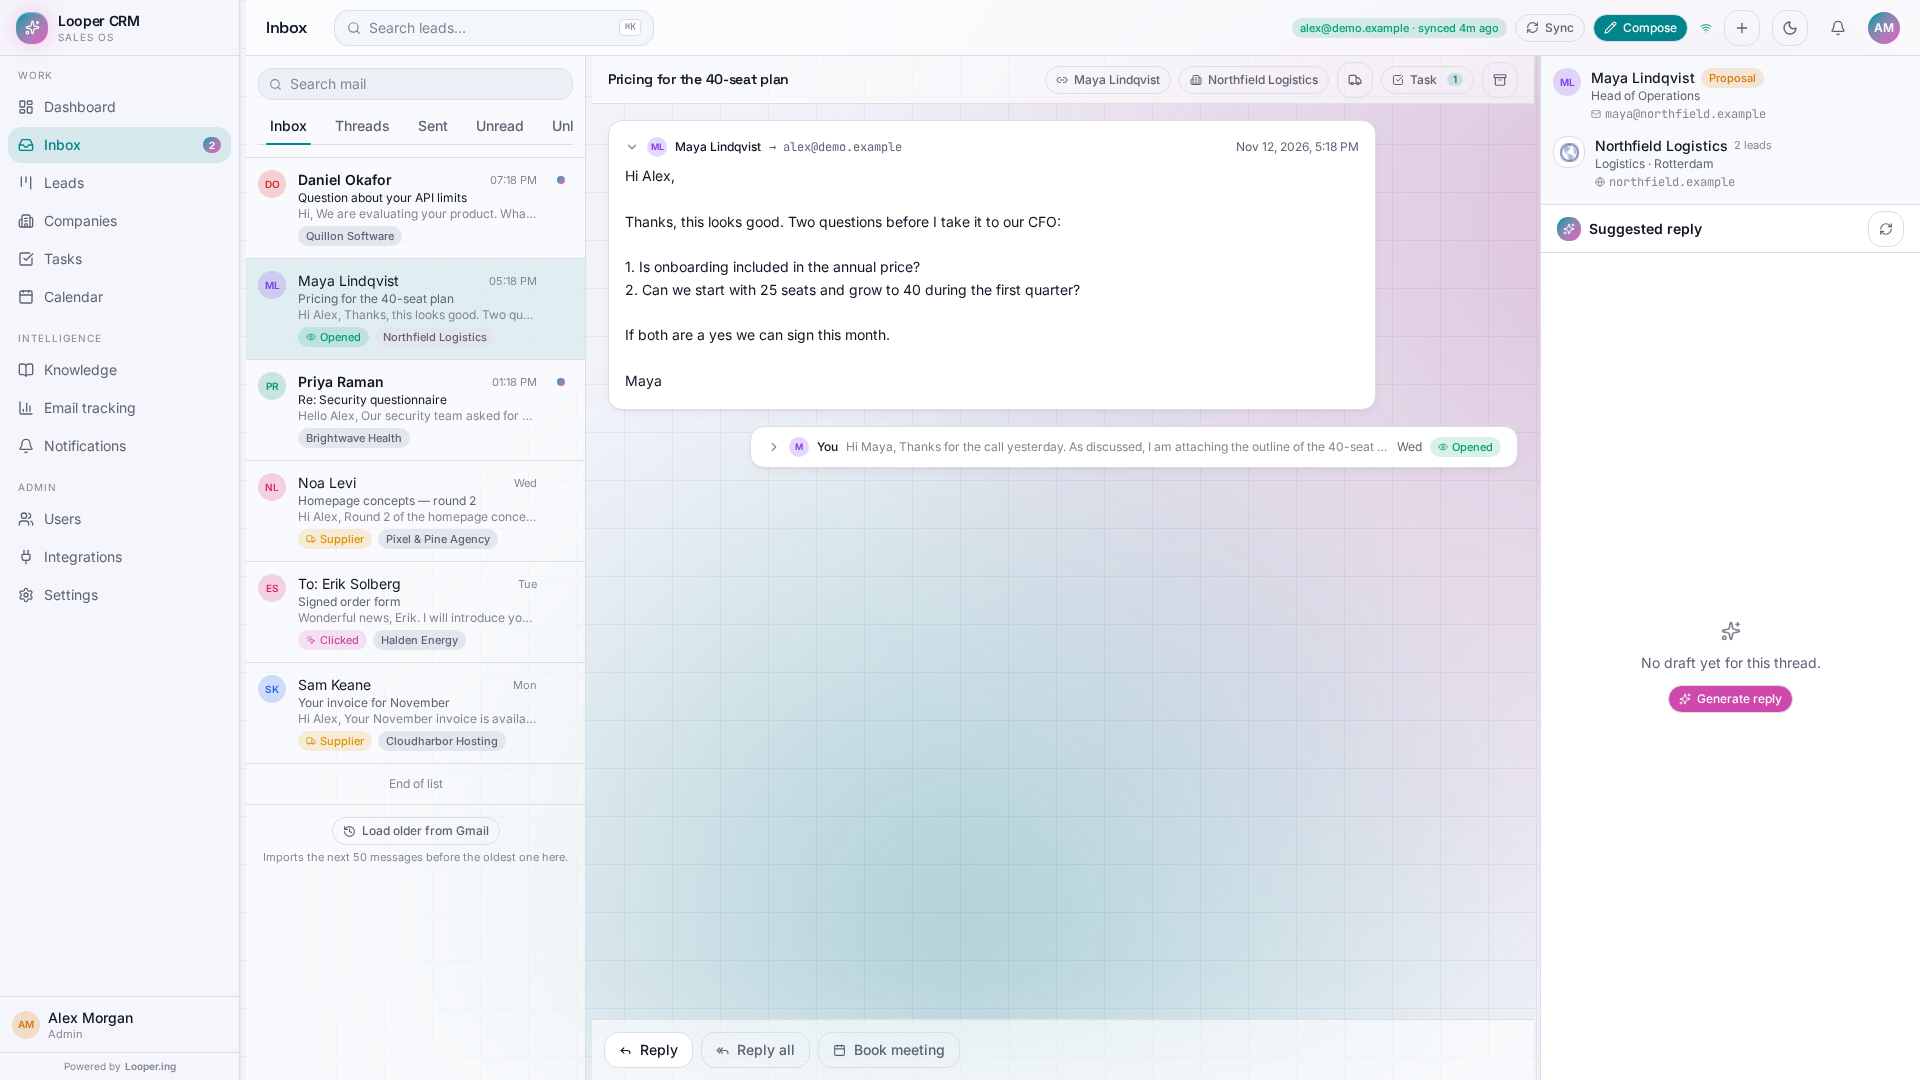 Looper CRM
SALES OS
WORK
Dashboard
Inbox
2
Leads
Companies
Tasks
Calendar
INTELLIGENCE
Knowledge
Email tracking
Notifications
ADMIN
Users
Integrations
Settings
AM
Alex Morgan
Admin
Powered by Looper.ing
Inbox
Search leads...
⌘K
alex@demo.example · synced 4m ago
Sync
Compose
AM
Search mail
Inbox
Threads
Sent
Unread
Unl
DO
Daniel Okafor
07:18 PM
Question about your API limits
Hi, We are evaluating your product. Wha...
Quillon Software
ML
Maya Lindqvist
05:18 PM
Pricing for the 40-seat plan
Hi Alex, Thanks, this looks good. Two qu...
Opened
Northfield Logistics
PR
Priya Raman
01:18 PM
Re: Security questionnaire
Hello Alex, Our security team asked for ...
Brightwave Health
NL
Noa Levi
Wed
Homepage concepts — round 2
Hi Alex, Round 2 of the homepage conce...
Supplier
Pixel & Pine Agency
ES
To: Erik Solberg
Tue
Signed order form
Wonderful news, Erik. I will introduce yo...
Clicked
Halden Energy
SK
Sam Keane
Mon
Your invoice for November
Hi Alex, Your November invoice is availa...
Supplier
Cloudharbor Hosting
End of list
Load older from Gmail
Imports the next 50 messages before the oldest one here.
Pricing for the 40-seat plan
Maya Lindqvist
Northfield Logistics
Task
1
ML
Maya Lindqvist → alex@demo.example
Nov 12, 2026, 5:18 PM
Hi Alex,
Thanks, this looks good. Two questions before I take it to our CFO:
1. Is onboarding included in the annual price?
2. Can we start with 25 seats and grow to 40 during the first quarter?
If both are a yes we can sign this month.
Maya
M
You
Hi Maya, Thanks for the call yesterday. As discussed, I am attaching the outline of the 40-seat ...
Wed
Opened
Reply
Reply all
Book meeting
ML
Maya Lindqvist
Proposal
Head of Operations
maya@northfield.example
Northfield Logistics
2 leads
Logistics · Rotterdam
northfield.example
Suggested reply
No draft yet for this thread.
Generate reply